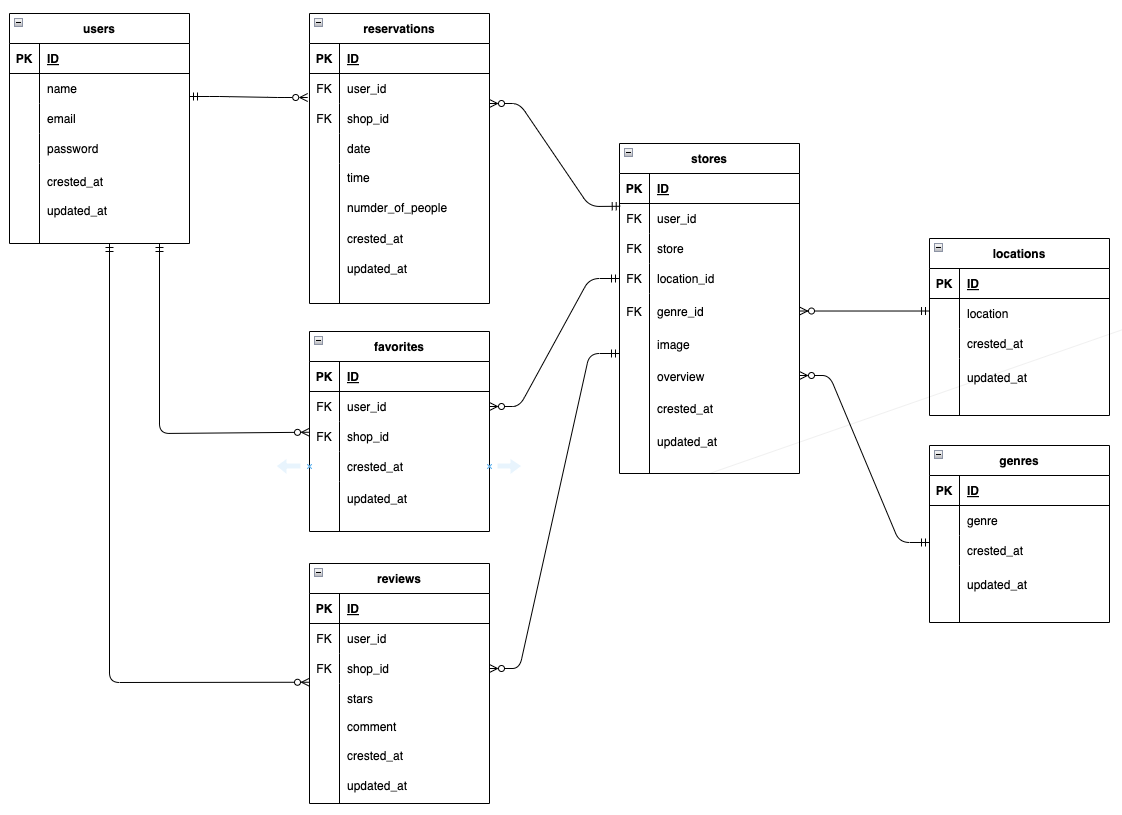 users
PK ID
name
email
password
crested_at
updated_at
reservations
PK ID
FK user_id
FK shop_id
date
time
numder_of_people
crested_at
updated_at
favorites
PK ID
FK user_id
FK shop_id
crested_at
updated_at
reviews
PK ID
FK user_id
FK shop_id
stars
comment
crested_at
updated_at
stores
PK ID
FK user_id
FK store
FK location_id
FK genre_id
image
overview
crested_at
updated_at
locations
PK ID
location
crested_at
updated_at
genres
PK ID
genre
crested_at
updated_at